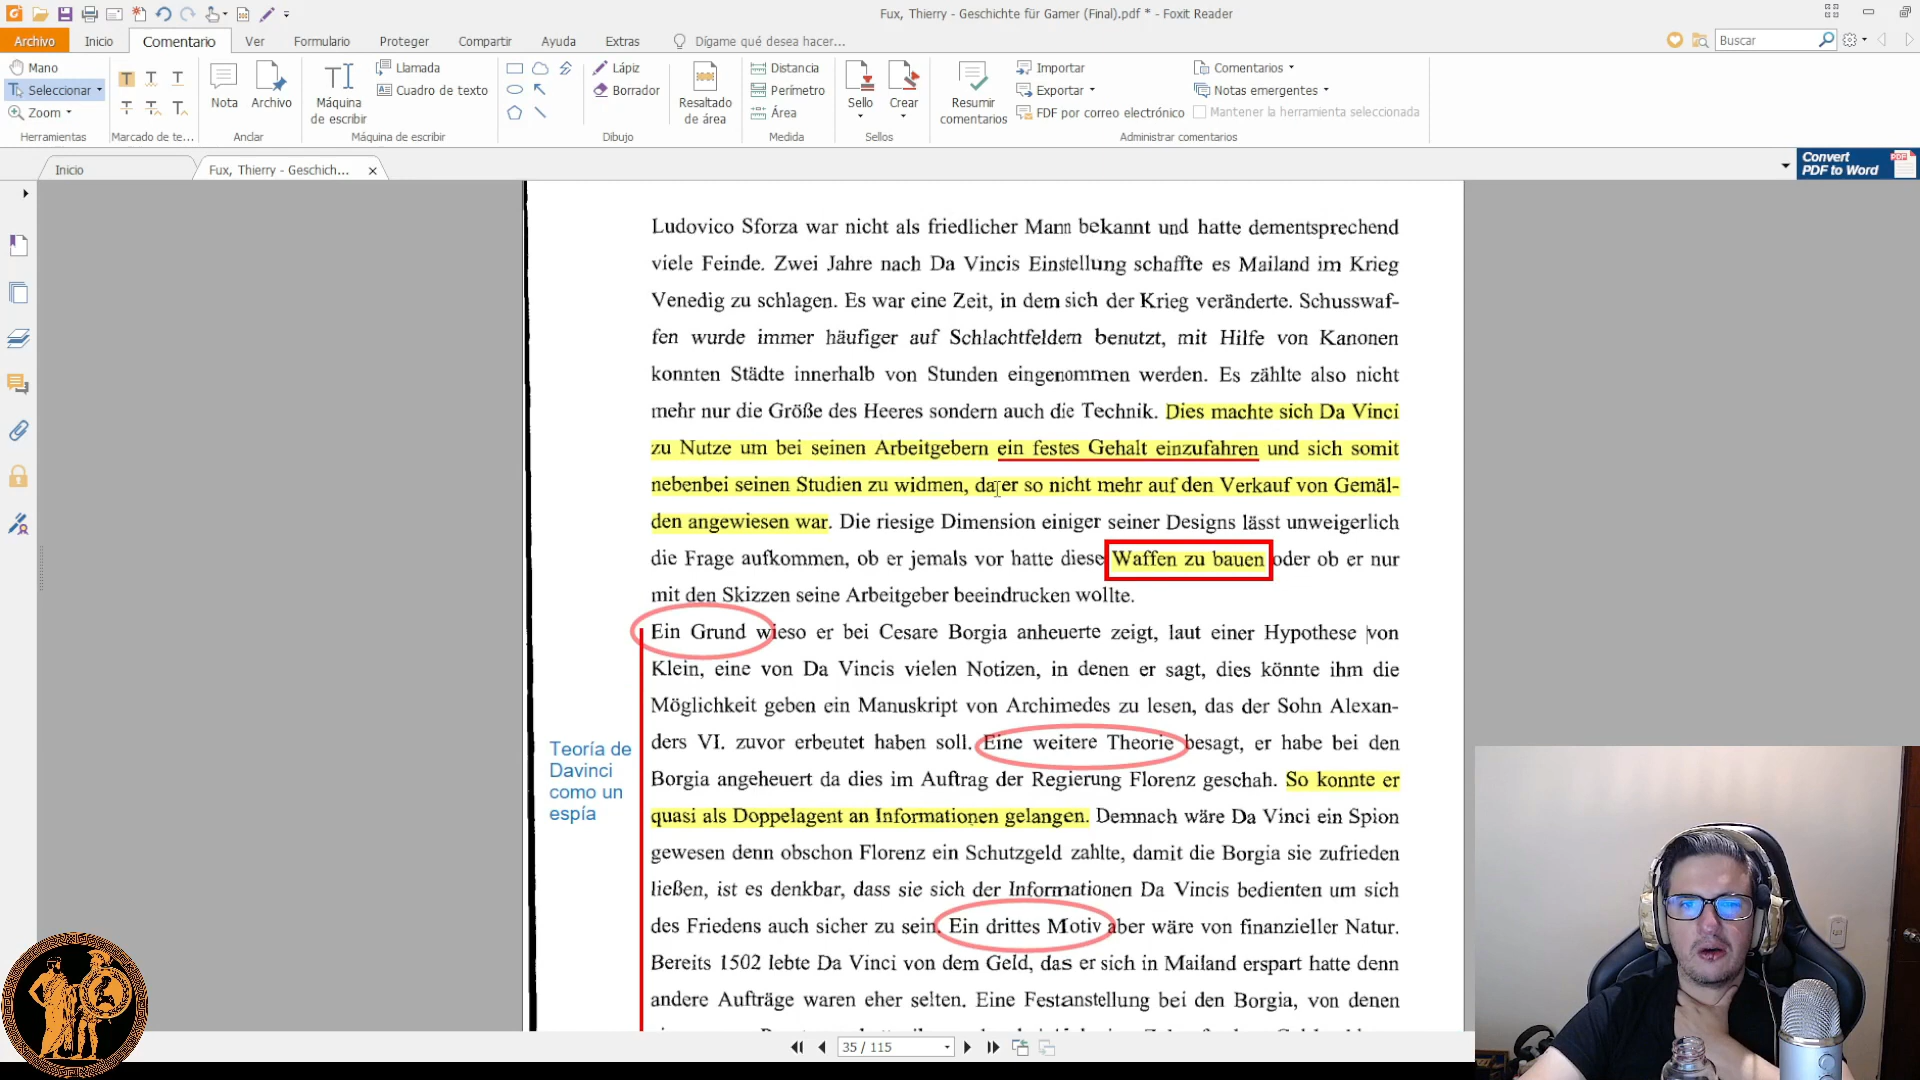 Fux, Thierry - Geschichte für Gamer (Final).pdf * - Foxit Reader
Archivo Inicio Comentario Ver Formulario Proteger Compartir Ayuda Extras Dígame qué desea hacer... Buscar
Mano
Seleccionar
Zoom
Herramientas
Marcado de te...
Nota
Archivo
Anclar
Máquina de escribir
Llamada
Cuadro de texto
Máquina de escribir
Lápiz
Borrador
Dibujo
Resaltado de área
Distancia
Perímetro
Área
Medida
Sello
Crear
Sellos
Resumir comentarios
Importar
Exportar
FDF por correo electrónico
Comentarios
Notas emergentes
Mantener la herramienta seleccionada
Administrar comentarios
Inicio
Fux, Thierry - Geschich...
Convert
PDF to Word
Ludovico Sforza war nicht als friedlicher Mann bekannt und hatte dementsprechend
viele Feinde. Zwei Jahre nach Da Vincis Einstellung schaffte es Mailand im Krieg
Venedig zu schlagen. Es war eine Zeit, in dem sich der Krieg veränderte. Schusswaf-
fen wurde immer häufiger auf Schlachtfeldern benutzt, mit Hilfe von Kanonen
konnten Städte innerhalb von Stunden eingenommen werden. Es zählte also nicht
mehr nur die Größe des Heeres sondern auch die Technik. Dies machte sich Da Vinci
zu Nutze um bei seinen Arbeitgebern ein festes Gehalt einzufahren und sich somit
nebenbei seinen Studien zu widmen, da er so nicht mehr auf den Verkauf von Gemäl-
den angewiesen war. Die riesige Dimension einiger seiner Designs lässt unweigerlich
die Frage aufkommen, ob er jemals vor hatte diese Waffen zu bauen oder ob er nur
mit den Skizzen seine Arbeitgeber beeindrucken wollte.
Ein Grund wieso er bei Cesare Borgia anheuerte zeigt, laut einer Hypothese von
Klein, eine von Da Vincis vielen Notizen, in denen er sagt, dies könnte ihm die
Möglichkeit geben ein Manuskript von Archimedes zu lesen, das der Sohn Alexan-
ders VI. zuvor erbeutet haben soll. Eine weitere Theorie besagt, er habe bei den
Borgia angeheuert da dies im Auftrag der Regierung Florenz geschah. So konnte er
quasi als Doppelagent an Informationen gelangen. Demnach wäre Da Vinci ein Spion
gewesen denn obschon Florenz ein Schutzgeld zahlte, damit die Borgia sie zufrieden
ließen, ist es denkbar, dass sie sich der Informationen Da Vincis bedienten um sich
des Friedens auch sicher zu sein. Ein drittes Motiv aber wäre von finanzieller Natur.
Bereits 1502 lebte Da Vinci von dem Geld, das er sich in Mailand erspart hatte denn
andere Aufträge waren eher selten. Eine Festanstellung bei den Borgia, von denen
Teoría de
Davinci
como un
espía
35 / 115